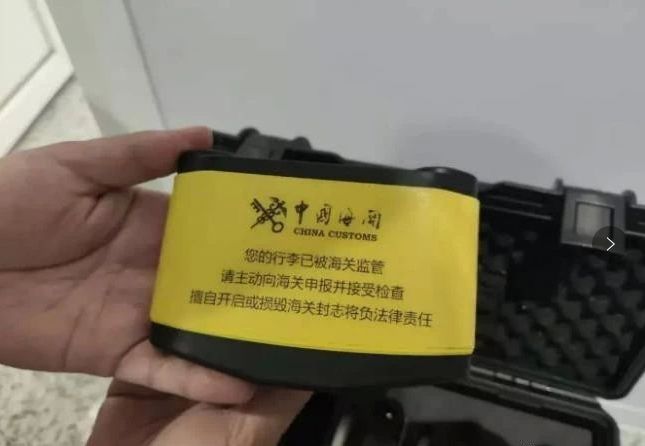 中国海关
CHINA CUSTOMS
您的行李已被海关监管
请主动向海关申报并接受检查
擅自开启或损毁海关封志将负法律责任